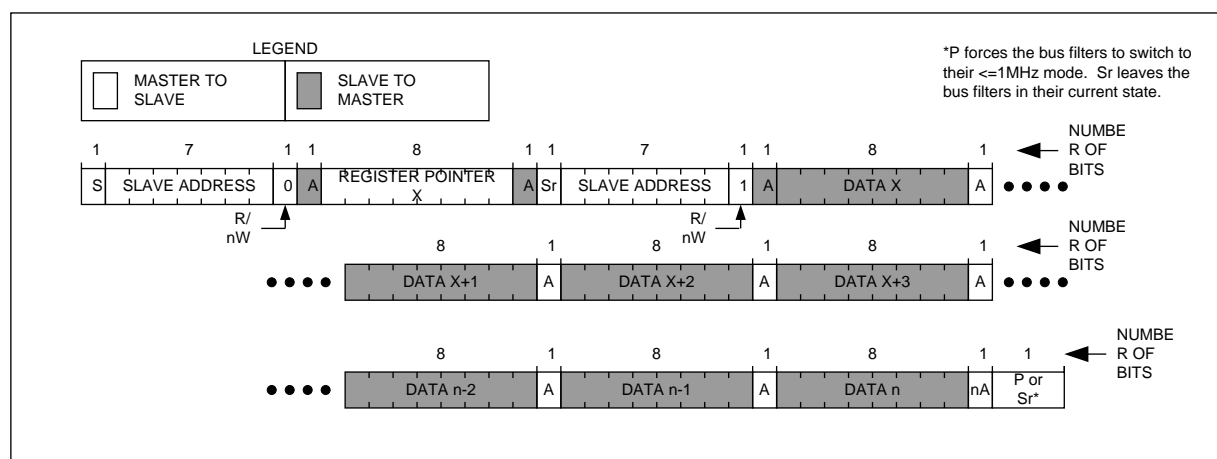 LEGEND
MASTER TO
SLAVE
SLAVE TO
MASTER
*P forces the bus filters to switch to
their <=1MHz mode. Sr leaves the
bus filters in their current state.
1 7 1 1 8 1 1 7 1 1 8 1
NUMBE
R OF
BITS
S SLAVE ADDRESS 0 A REGISTER POINTER
X
A Sr SLAVE ADDRESS 1 A DATA X A
R/
nW
R/
nW
8 1 8 1 8 1
NUMBE
R OF
BITS
DATA X+1 A DATA X+2 A DATA X+3 A
8 1 8 1 8 1 1
NUMBE
R OF
BITS
DATA n-2 A DATA n-1 A DATA n nA P or
Sr*